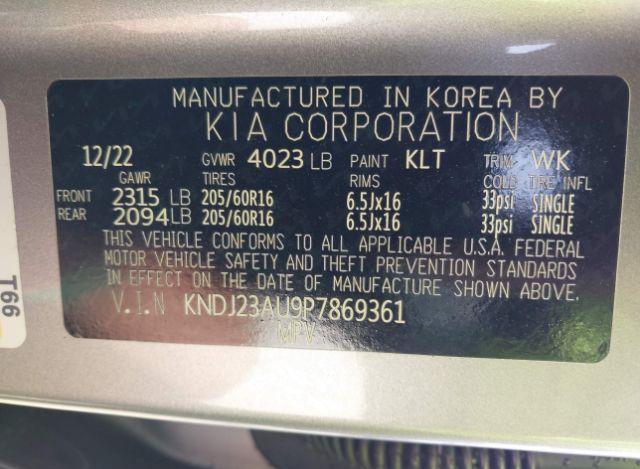 MANUFACTURED IN KOREA BY
KIA CORPORATION
12/22 GVWR 4023 LB PAINT KLT TRIM WK
GAWR TIRES RIMS COLD TIRE INFL
FRONT 2315 LB 205/60R16 6.5Jx16 33psi SINGLE
REAR 2094 LB 205/60R16 6.5Jx16 33psi SINGLE
THIS VEHICLE CONFORMS TO ALL APPLICABLE U.S.A. FEDERAL
MOTOR VEHICLE SAFETY AND THEFT PREVENTION STANDARDS
IN EFFECT ON THE DATE OF MANUFACTURE SHOWN ABOVE.
V.I.N KNDJ23AU9P7869361
MPV
T66